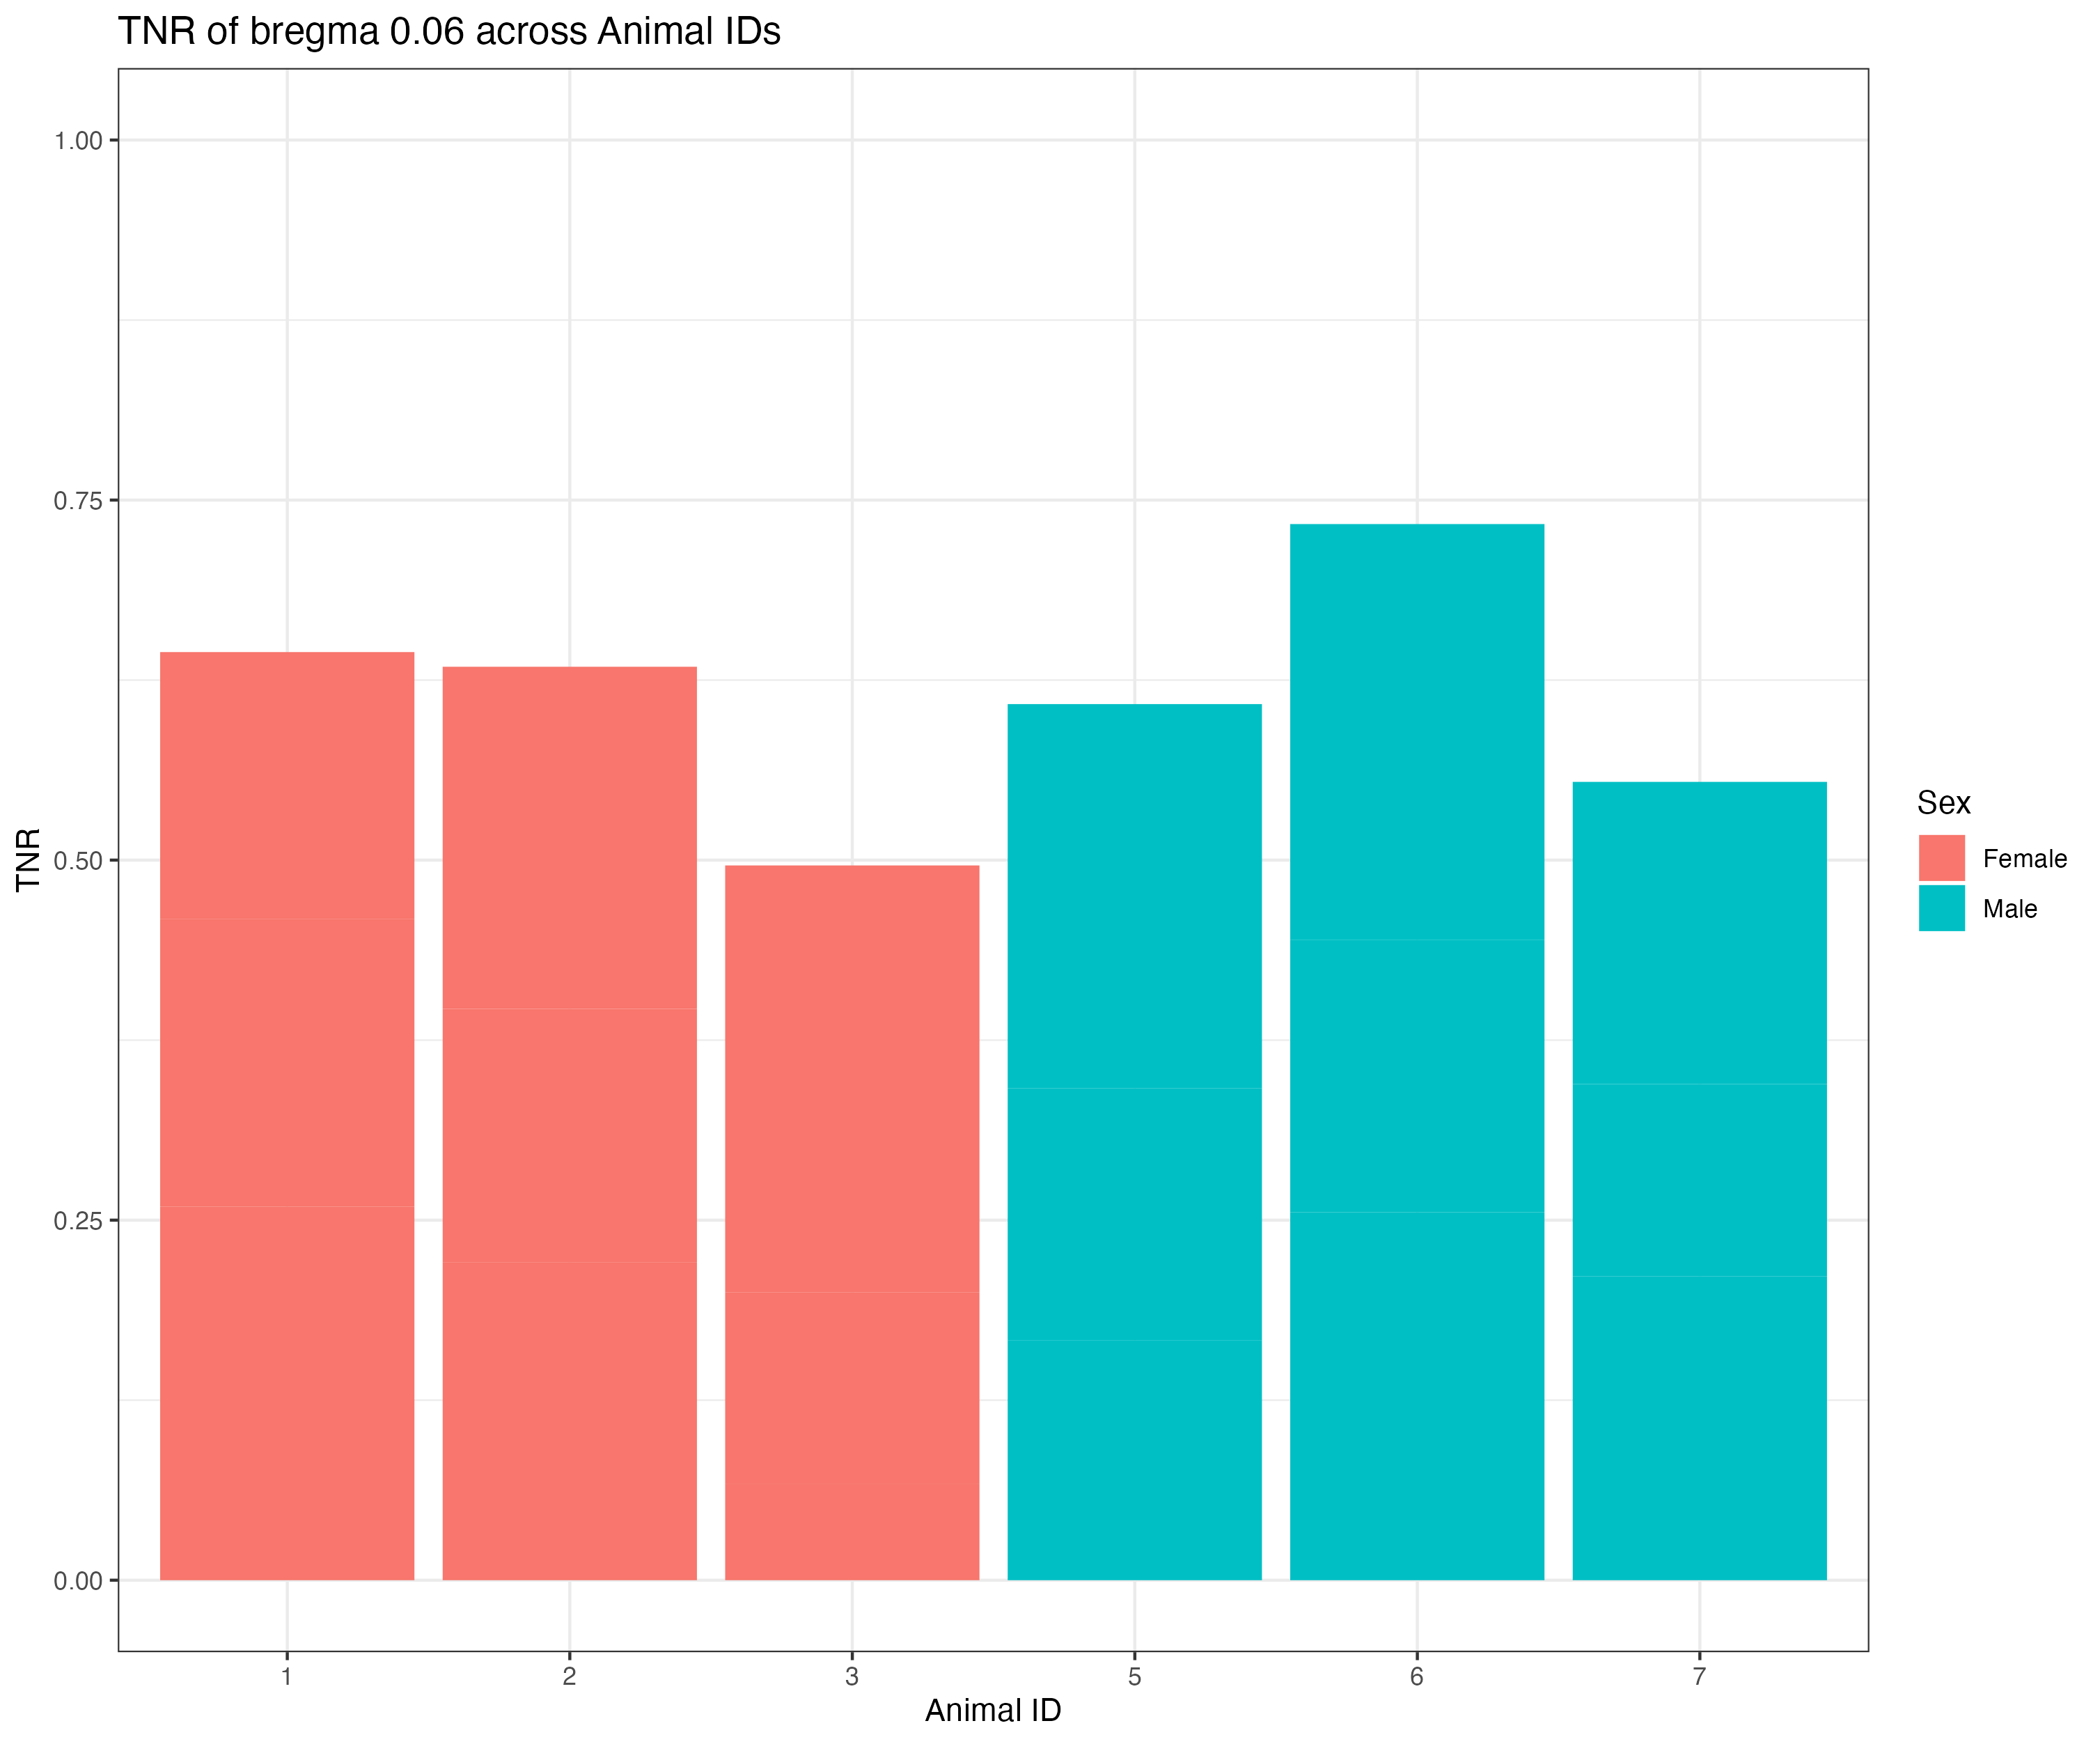 TNR of bregma 0.06 across Animal IDs
1.00
0.75
0.50
0.25
0.00
TNR
1 2 3 5 6 7
Animal ID
Sex
Female
Male